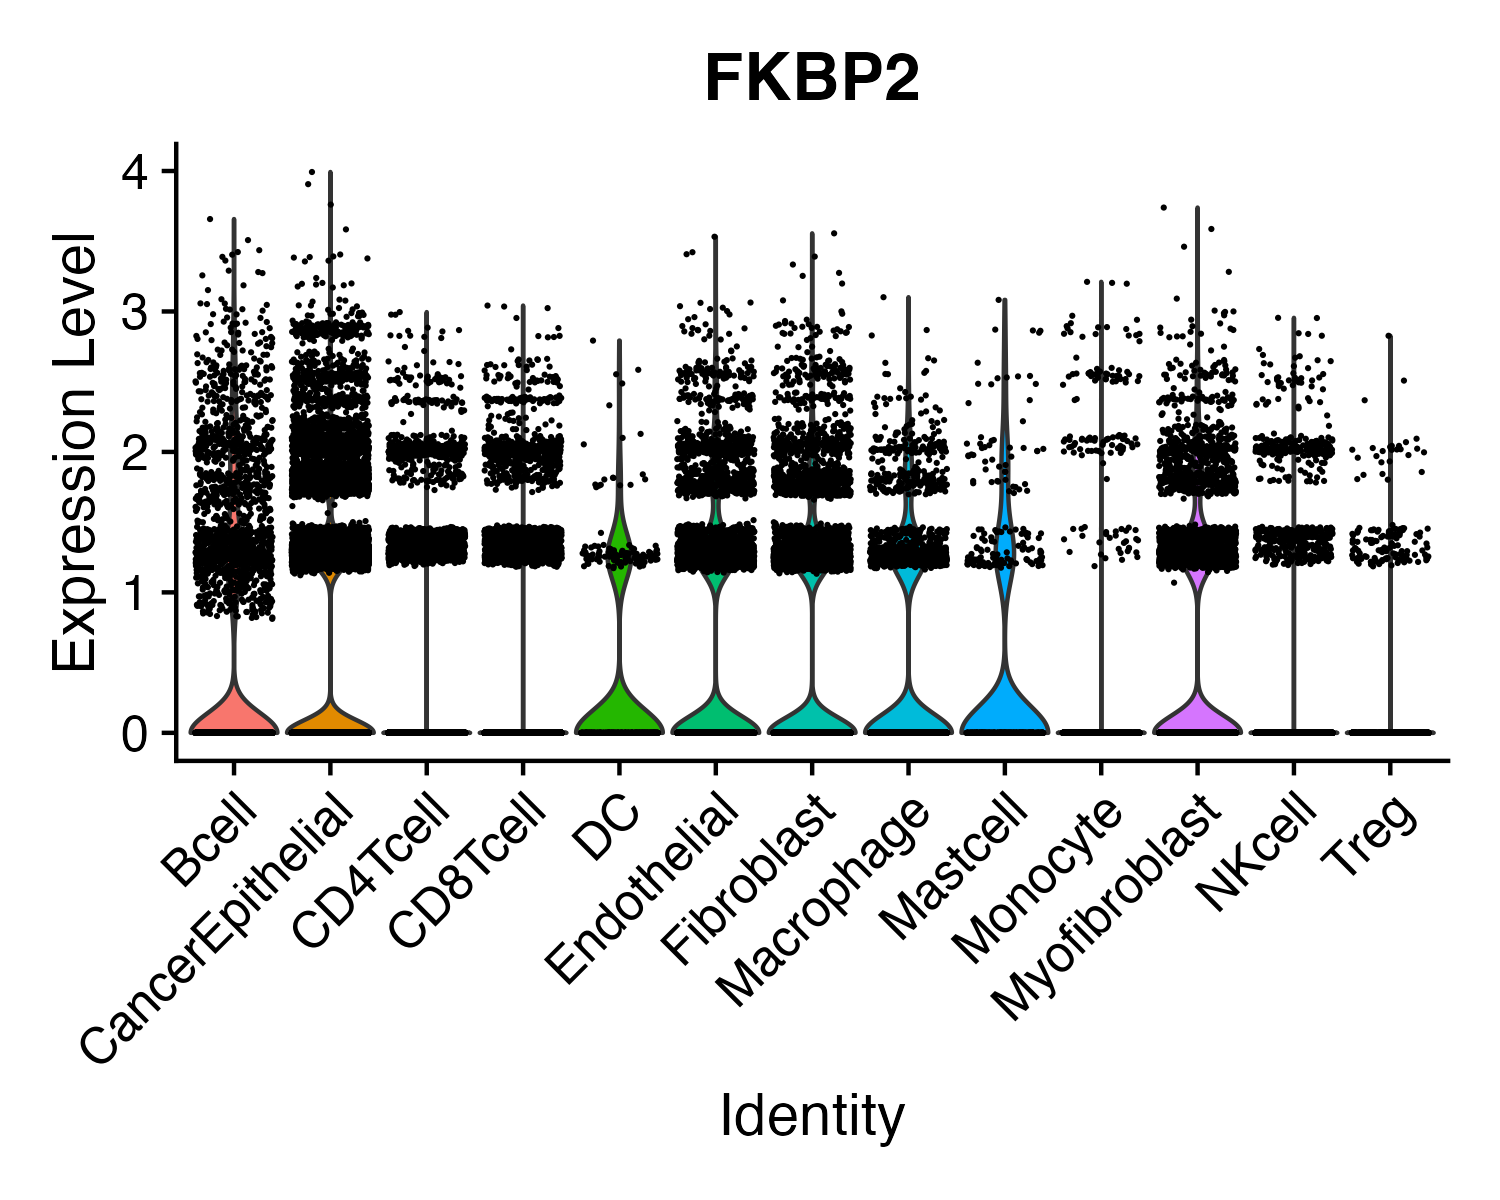 FKBP2
Expression Level
4
3
2
1
0
Bcell
CancerEpithelial
CD4Tcell
CD8Tcell
DC
Endothelial
Fibroblast
Macrophage
Mastcell
Monocyte
Myofibroblast
NKcell
Treg
Identity